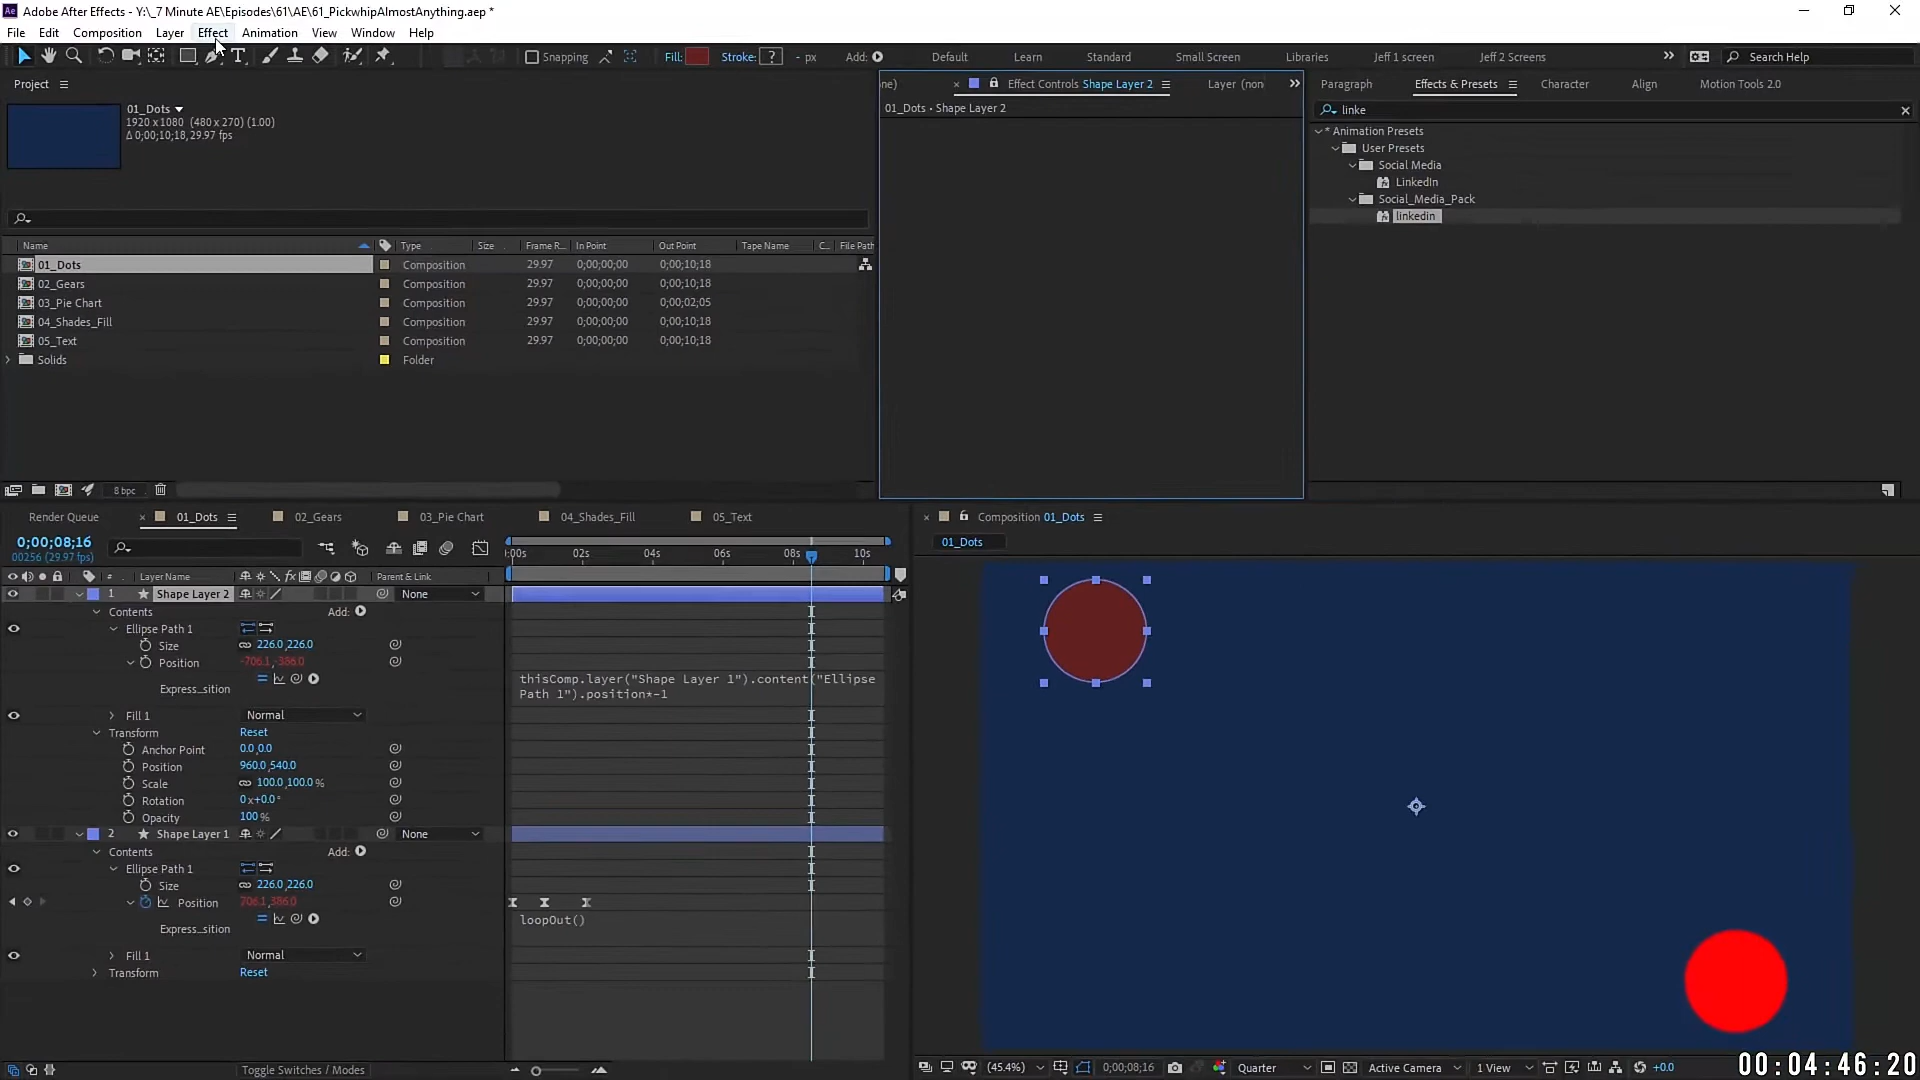 Ae Adobe After Effects - Y:\_7 Minute AE\Episodes\61\AE\61_PickwhipAlmostAnything.aep *
File Edit Composition Layer Effect Animation View Window Help
Snapping Fill: Stroke: ? - px Add: Default Learn Standard Small Screen Libraries Jeff 1 screen Jeff 2 Screens Search Help
Project
01_Dots
1920 x 1080 (480 x 270) (1.00)
Δ 0;00;10;18, 29.97 fps
Name Type Size Frame R... In Point Out Point Tape Name C... File Path
01_Dots Composition 29.97 0;00;00;00 0;00;10;18
02_Gears Composition 29.97 0;00;00;00 0;00;10;18
03_Pie Chart Composition 29.97 0;00;00;00 0;00;02;05
04_Shades_Fill Composition 29.97 0;00;00;00 0;00;10;18
05_Text Composition 29.97 0;00;00;00 0;00;10;18
Solids Folder
8 bpc
ne) Effect Controls Shape Layer 2 Layer (non
01_Dots • Shape Layer 2
Paragraph Effects & Presets Character Align Motion Tools 2.0
linke
* Animation Presets
User Presets
Social Media
LinkedIn
Social_Media_Pack
linkedin
Render Queue 01_Dots 02_Gears 03_Pie Chart 04_Shades_Fill 05_Text
0;00;08;16
00256 (29.97 fps)
:00s 02s 04s 06s 08s 10s
# Layer Name fx Parent & Link
1 Shape Layer 2 None
Contents Add:
Ellipse Path 1
Size 226.0,226.0
Position -706.1,-386.0
Express...sition
thisComp.layer("Shape Layer 1").content("Ellipse
Path 1").position*-1
Fill 1 Normal
Transform Reset
Anchor Point 0.0,0.0
Position 960.0,540.0
Scale 100.0,100.0 %
Rotation 0 x+0.0°
Opacity 100 %
2 Shape Layer 1 None
Contents Add:
Ellipse Path 1
Size 226.0,226.0
Position 706.1,386.0
Express...sition
loopOut()
Fill 1 Normal
Transform Reset
Toggle Switches / Modes
Composition 01_Dots
01_Dots
(45.4%) 0;00;08;16 Quarter Active Camera 1 View +0.0
00:04:46:20